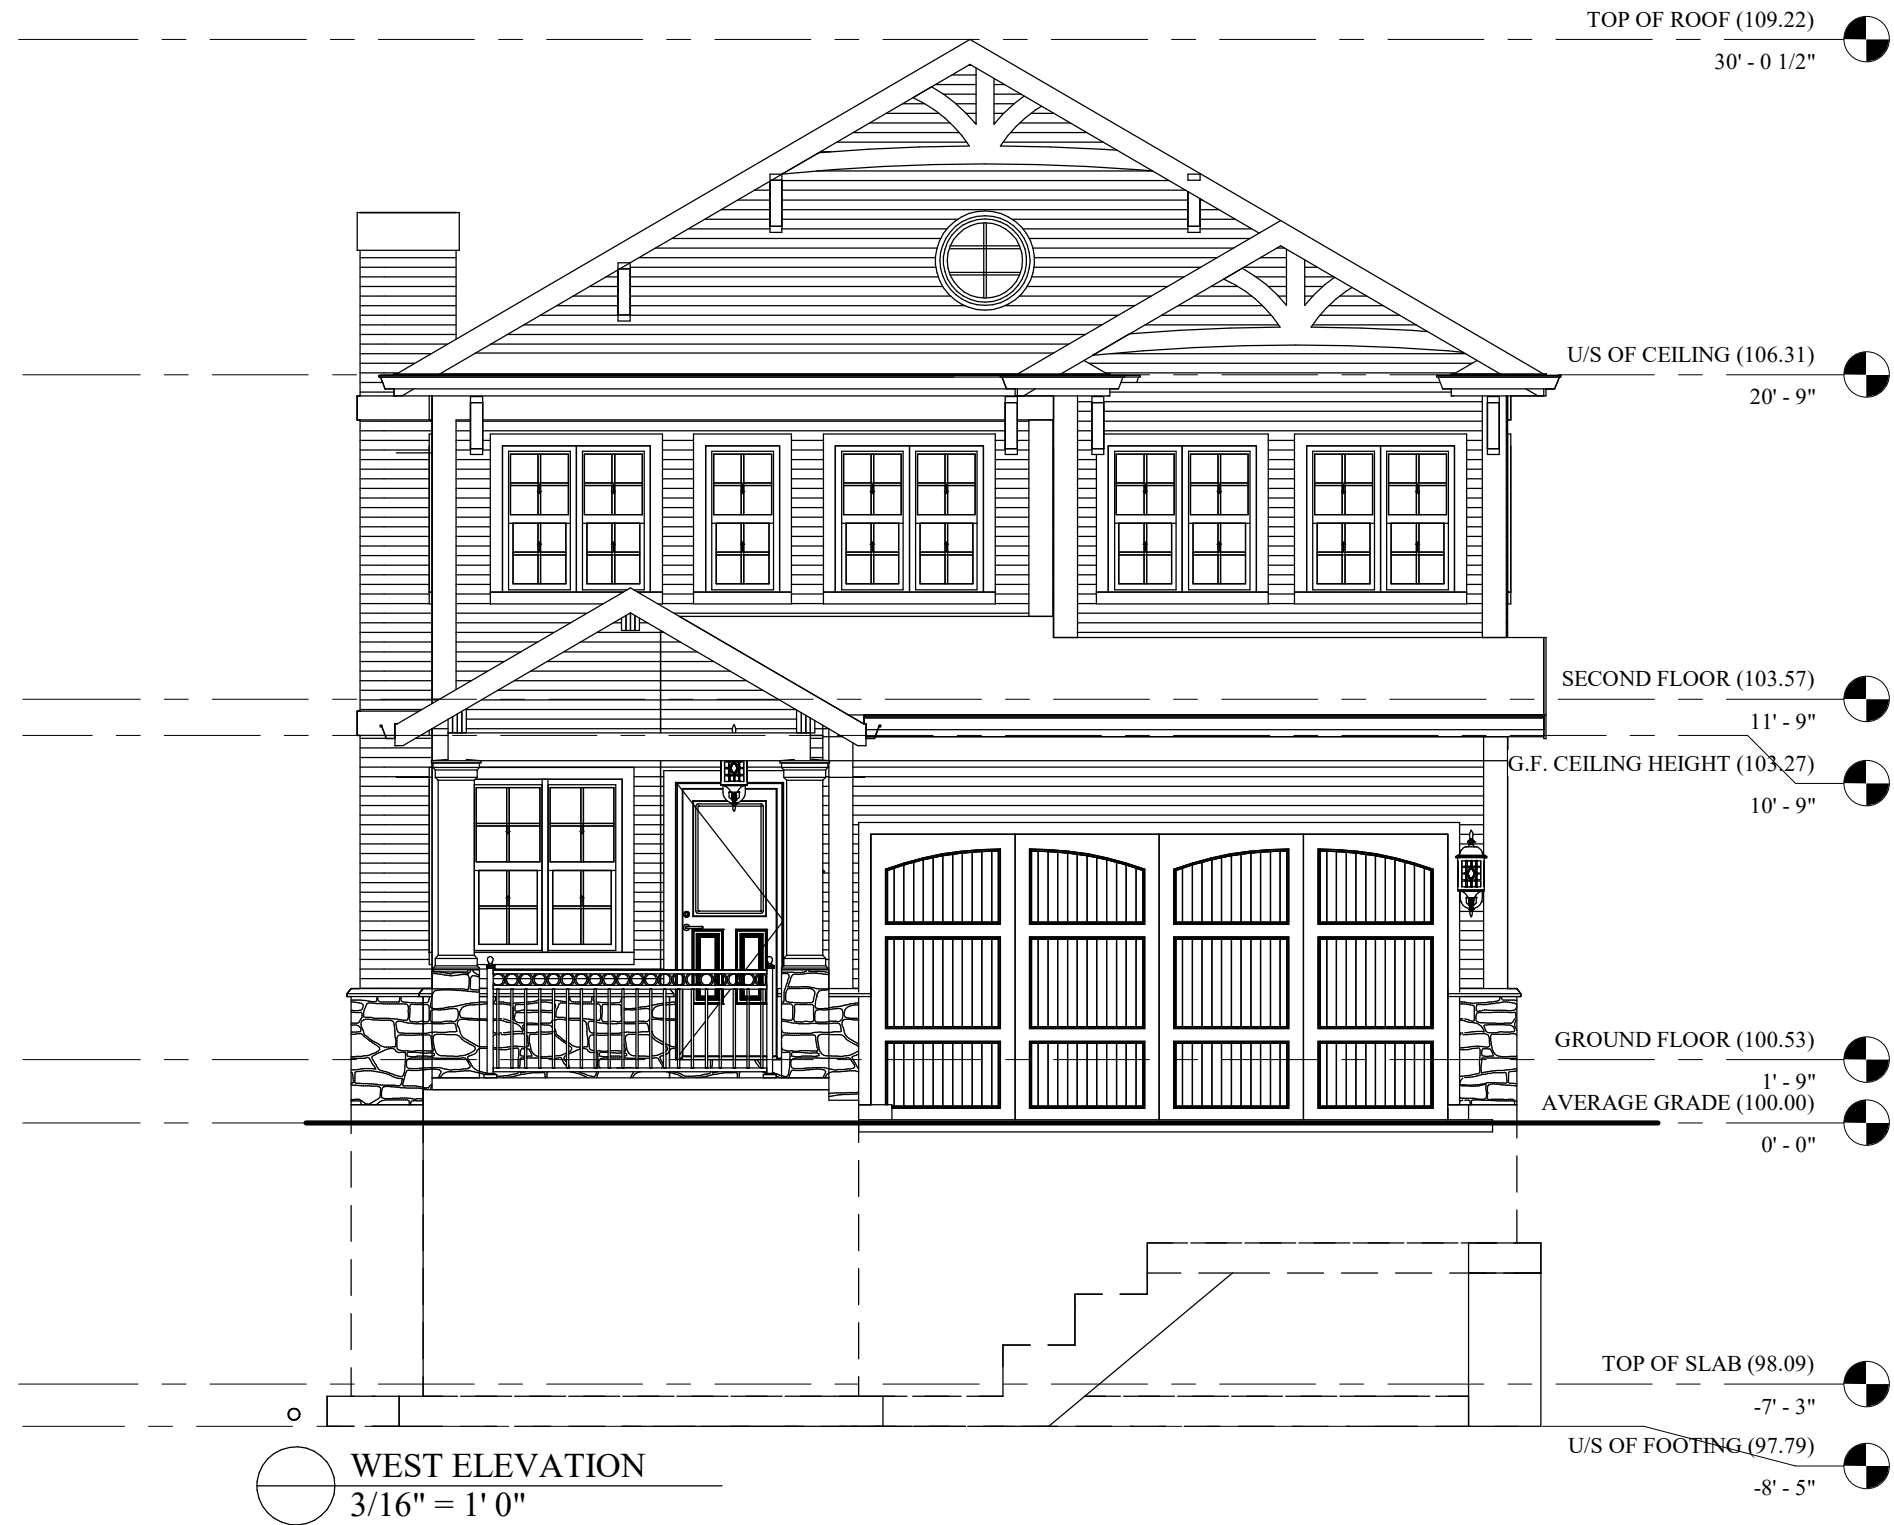 TOP OF ROOF (109.22)
30' - 0 1/2"
U/S OF CEILING (106.31)
20' - 9"
SECOND FLOOR (103.57)
11' - 9"
G.F. CEILING HEIGHT (103.27)
10' - 9"
GROUND FLOOR (100.53)
1' - 9"
AVERAGE GRADE (100.00)
0' - 0"
TOP OF SLAB (98.09)
-7' - 3"
U/S OF FOOTING (97.79)
-8' - 5"
WEST ELEVATION
3/16" = 1' 0"